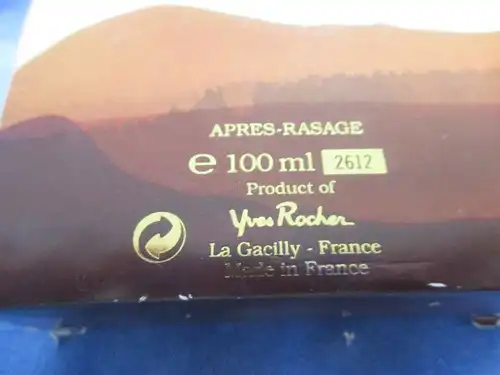 APRES-RASAGE
e 100 ml 2612
Product of
Yves Rocher
La Gacilly - France
Made in France